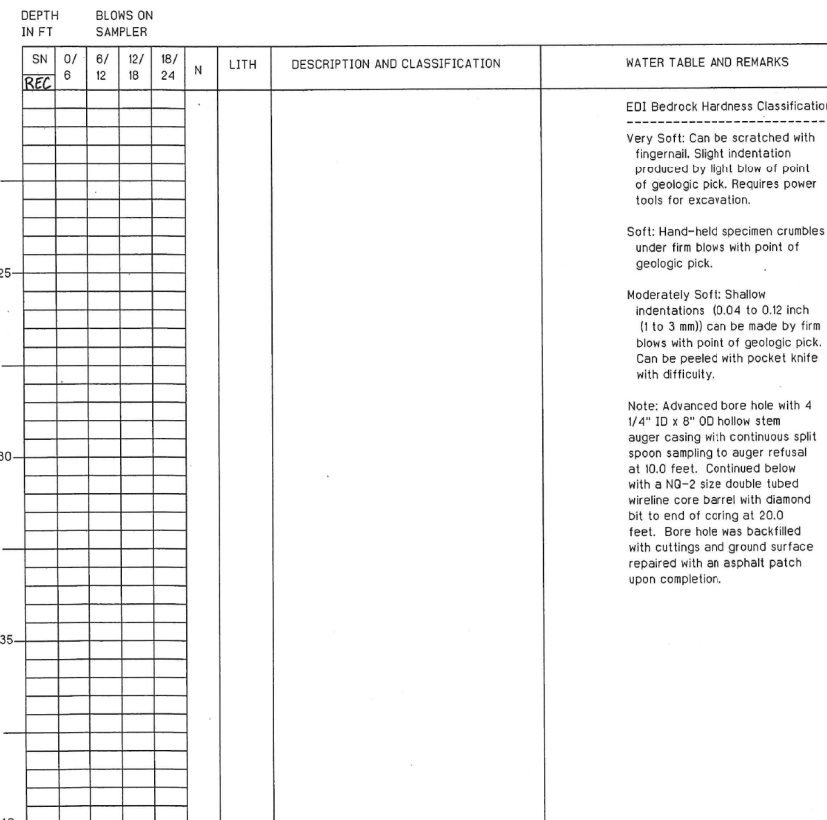 DEPTH BLOWS ON
IN FT SAMPLER
SN 0/ 6/ 12/ 18/ N LITH DESCRIPTION AND CLASSIFICATION WATER TABLE AND REMARKS
REC 6 12 18 24
EDI Bedrock Hardness Classification
---------------------------
Very Soft: Can be scratched with
fingernail. Slight indentation
produced by light blow of point
of geologic pick. Requires power
tools for excavation.
Soft: Hand-held specimen crumbles
under firm blows with point of
geologic pick.
25
Moderately Soft: Shallow
indentations (0.04 to 0.12 inch
(1 to 3 mm)) can be made by firm
blows with point of geologic pick.
Can be peeled with pocket knife
with difficulty.
Note: Advanced bore hole with 4
1/4" ID x 8" OD hollow stem
auger casing with continuous split
spoon sampling to auger refusal
30
at 10.0 feet. Continued below
with a NQ-2 size double tubed
wireline core barrel with diamond
bit to end of coring at 20.0
feet. Bore hole was backfilled
with cuttings and ground surface
repaired with an asphalt patch
upon completion.
35